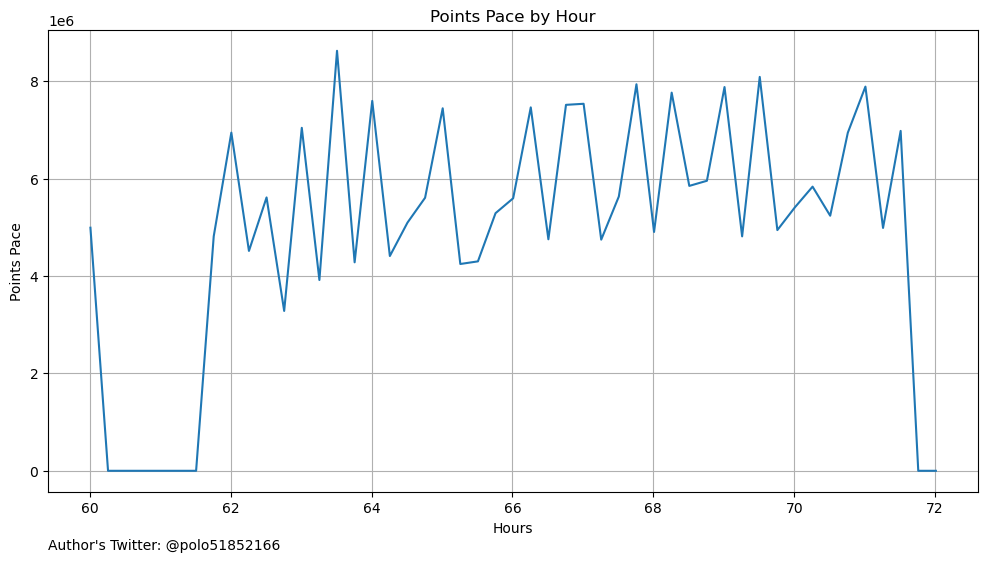 Points Pace by Hour
1e6
8
6
4
2
0
Points Pace
60 62 64 66 68 70 72
Hours
Author's Twitter: @polo51852166